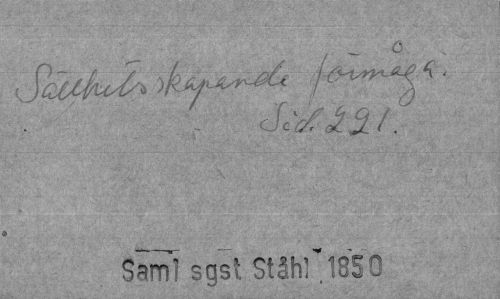 Sällhetsskapande förmåga.
Sid. 221.
Saml sgst Ståhl 1850